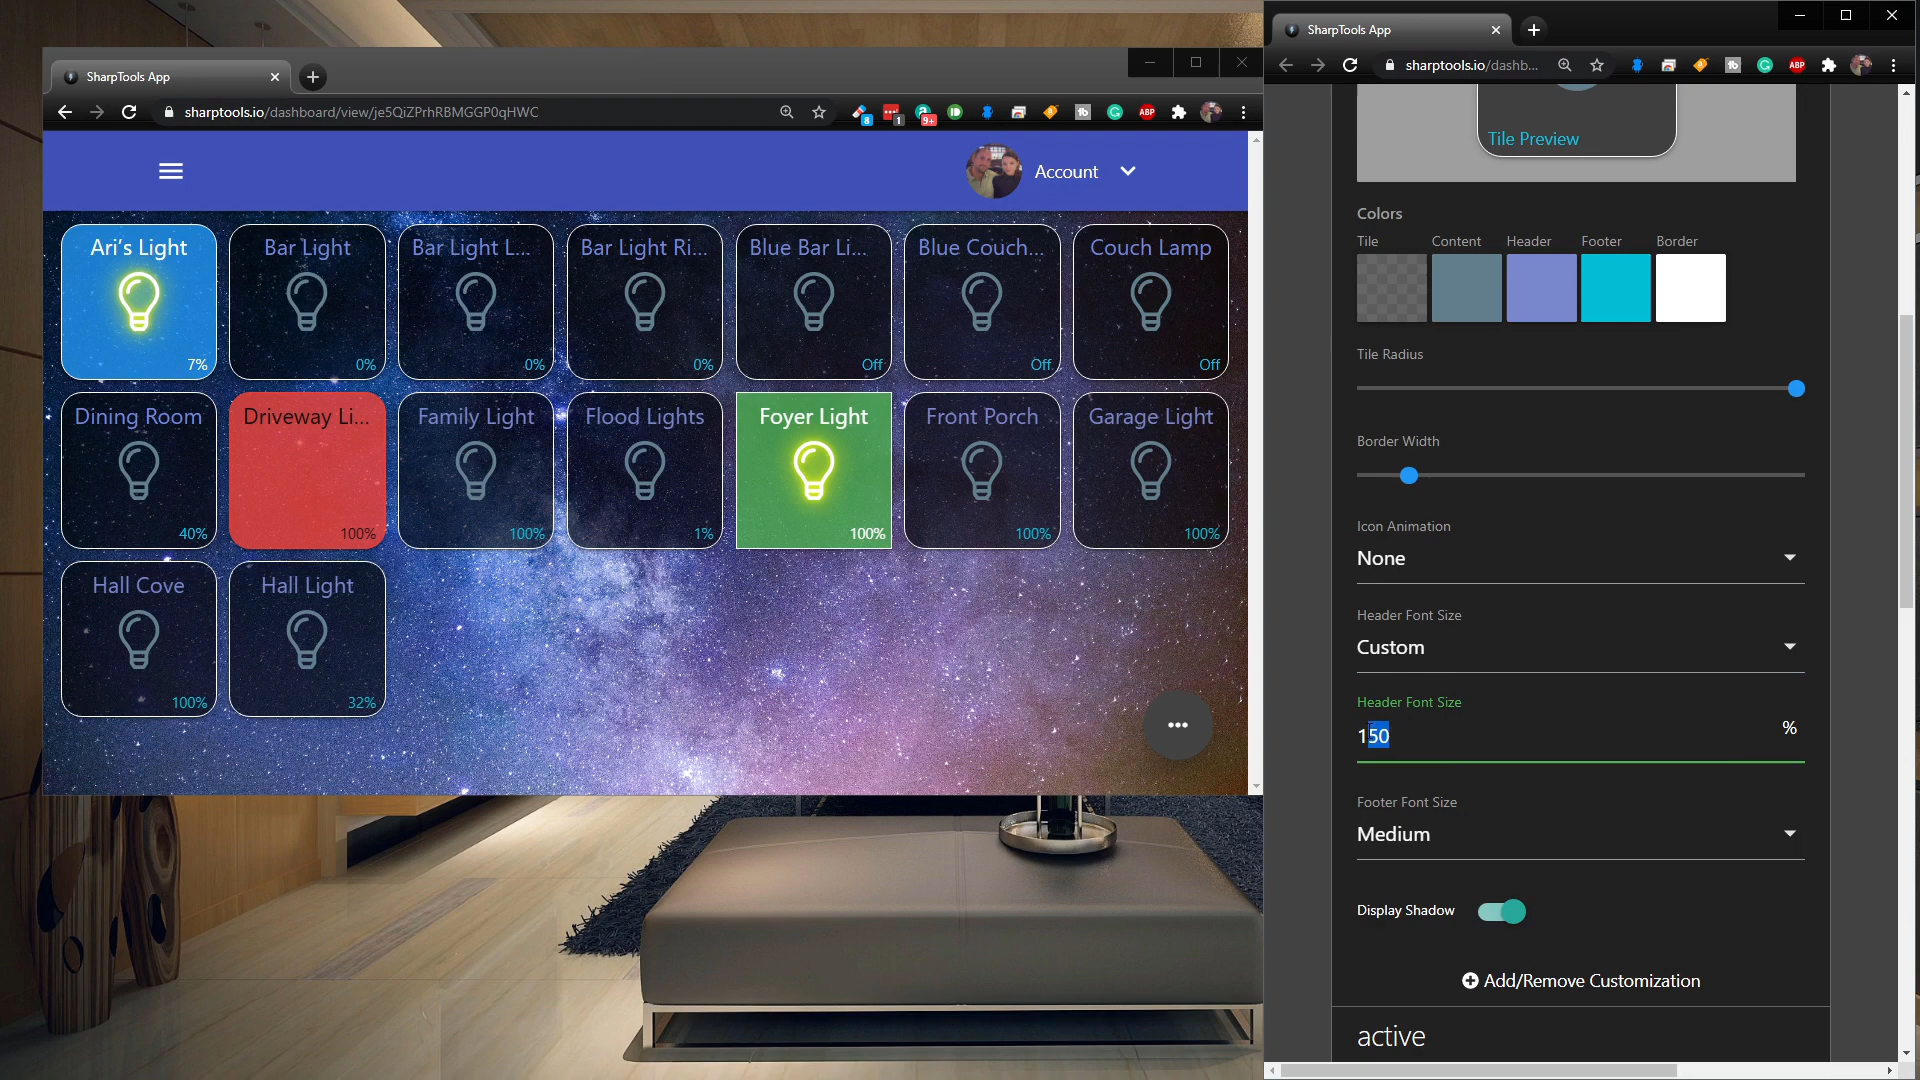 SharpTools App
sharptools.io/dashboard/view/je5QiZPrhRBMGGP0qHWC
8
1
9+
ABP
Account
Ari's Light
7%
Bar Light
0%
Bar Light L...
0%
Bar Light Ri...
0%
Blue Bar Li...
Off
Blue Couch...
Off
Couch Lamp
Off
Dining Room
40%
Driveway Li...
100%
Family Light
100%
Flood Lights
1%
Foyer Light
100%
Front Porch
100%
Garage Light
100%
Hall Cove
100%
Hall Light
32%
SharpTools App
sharptools.io/dashb...
ABP
Tile Preview
Colors
Tile Content Header Footer Border
Tile Radius
Border Width
Icon Animation
None
Header Font Size
Custom
Header Font Size
150 %
Footer Font Size
Medium
Display Shadow
Add/Remove Customization
active